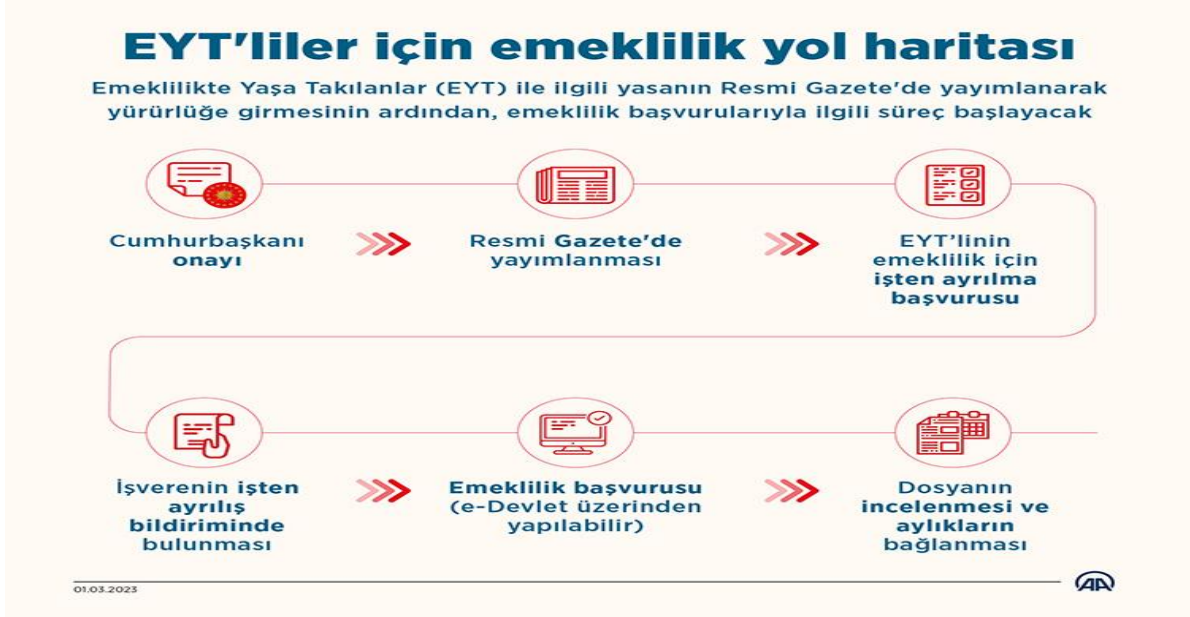 EYT'liler için emeklilik yol haritası
Emeklilikte Yaşa Takılanlar (EYT) ile ilgili yasanın Resmi Gazete'de yayımlanarak
yürürlüğe girmesinin ardından, emeklilik başvurularıyla ilgili süreç başlayacak
Cumhurbaşkanı
onayı
Resmi Gazete'de
yayımlanması
EYT'linin
emeklilik için
işten ayrılma
başvurusu
İşverenin işten
ayrılış
bildiriminde
bulunması
Emeklilik başvurusu
(e-Devlet üzerinden
yapılabilir)
Dosyanın
incelenmesi ve
aylıkların
bağlanması
01.03.2023
AA